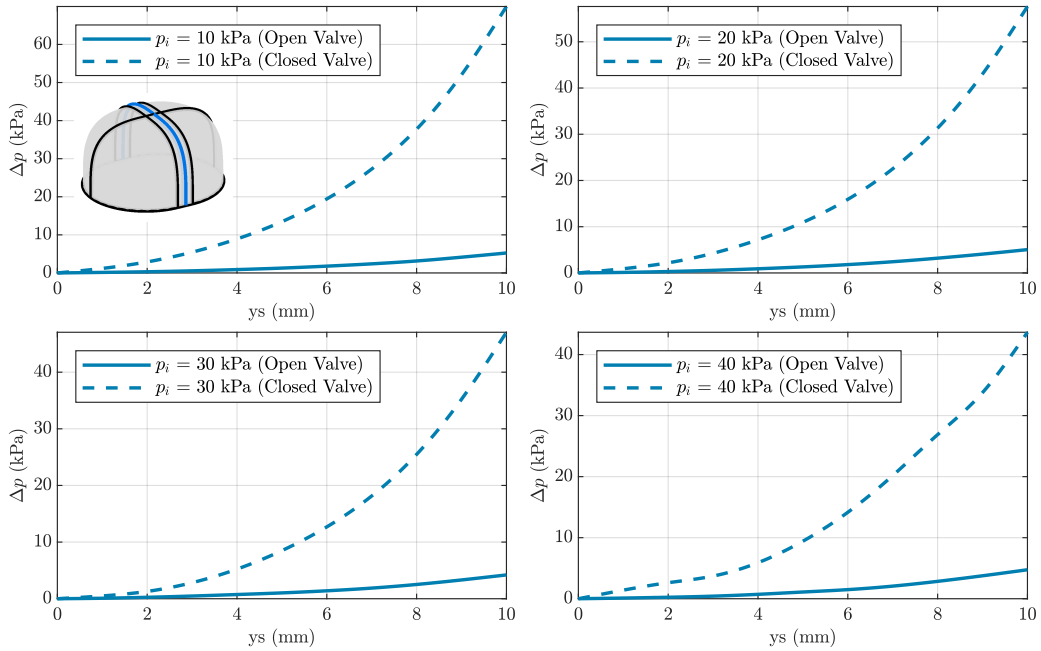 p_i = 10 kPa (Open Valve)
p_i = 10 kPa (Closed Valve)
Δp (kPa)
60
50
40
30
20
10
0
0 2 4 6 8 10
ys (mm)
p_i = 20 kPa (Open Valve)
p_i = 20 kPa (Closed Valve)
Δp (kPa)
50
40
30
20
10
0
0 2 4 6 8 10
ys (mm)
p_i = 30 kPa (Open Valve)
p_i = 30 kPa (Closed Valve)
Δp (kPa)
40
30
20
10
0
0 2 4 6 8 10
ys (mm)
p_i = 40 kPa (Open Valve)
p_i = 40 kPa (Closed Valve)
Δp (kPa)
40
30
20
10
0
0 2 4 6 8 10
ys (mm)